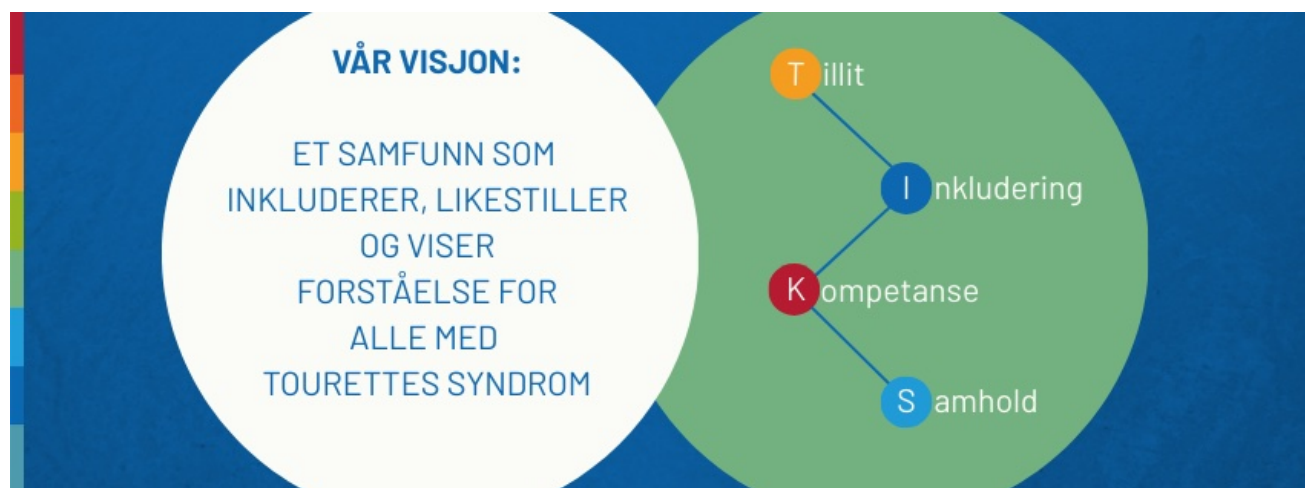 VÅR VISJON:
ET SAMFUNN SOM
INKLUDERER, LIKESTILLER
OG VISER
FORSTÅELSE FOR
ALLE MED
TOURETTES SYNDROM
Tillit
Inkludering
Kompetanse
Samhold